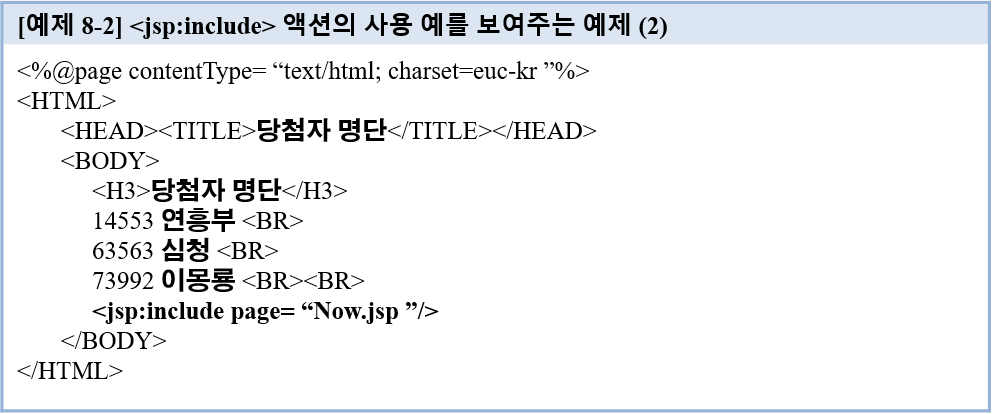 [예제 8-2] <jsp:include> 액션의 사용 예를 보여주는 예제 (2)
<%@page contentType= “text/html; charset=euc-kr ”%>
<HTML>
<HEAD><TITLE>당첨자 명단</TITLE></HEAD>
<BODY>
<H3>당첨자 명단</H3>
14553 연흥부 <BR>
63563 심청 <BR>
73992 이몽룡 <BR><BR>
<jsp:include page= “Now.jsp ”/>
</BODY>
</HTML>